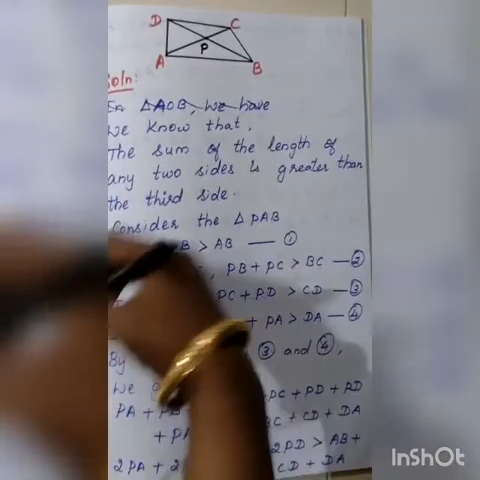 D C
P
A B
Soln:
In △AOB, we have
We know that,
The sum of the length of
any two sides is greater than
the third side.
Consider the △PAB
B > AB — ①
, PB + PC > BC — ②
PC + PD > CD — ③
+ PA > DA — ④
By ③ and ④,
We
PC + PD + PD
PA + PB BC + CD + DA
+ PA 2PD > AB +
2PA + 2 CD + DA
InShOt